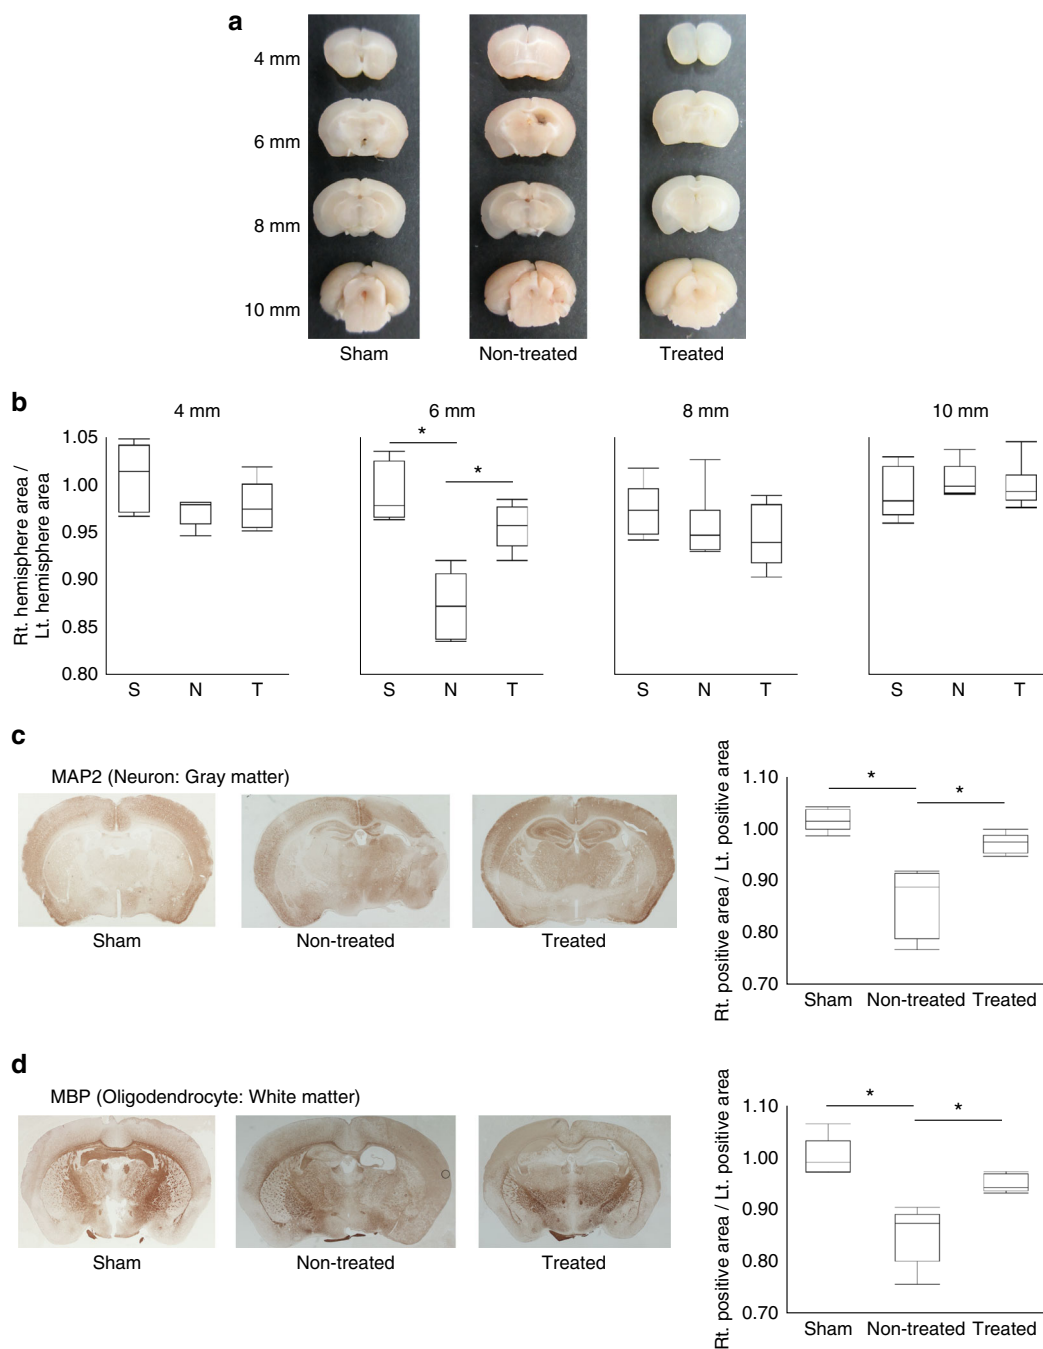 a
4 mm
6 mm
8 mm
10 mm
Sham Non-treated Treated
b
4 mm 6 mm 8 mm 10 mm
Rt. hemisphere area /
Lt. hemisphere area
1.05
1.00
0.95
0.90
0.85
0.80
* *
S N T S N T S N T S N T
c
MAP2 (Neuron: Gray matter)
Sham Non-treated Treated
Rt. positive area / Lt. positive area
1.10
1.00
0.90
0.80
0.70
* *
Sham Non-treated Treated
d
MBP (Oligodendrocyte: White matter)
Sham Non-treated Treated
Rt. positive area / Lt. positive area
1.10
1.00
0.90
0.80
0.70
* *
Sham Non-treated Treated